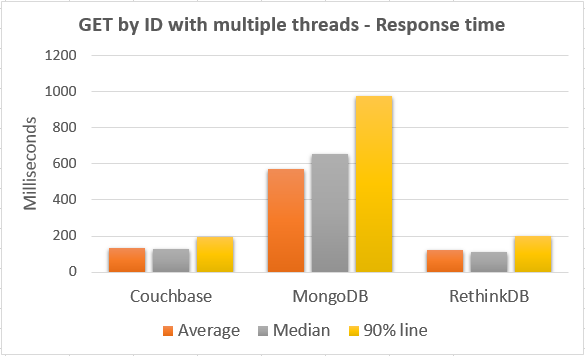 GET by ID with multiple threads - Response time
1200
1000
800
600
400
200
0
Milliseconds
Couchbase MongoDB RethinkDB
Average Median 90% line